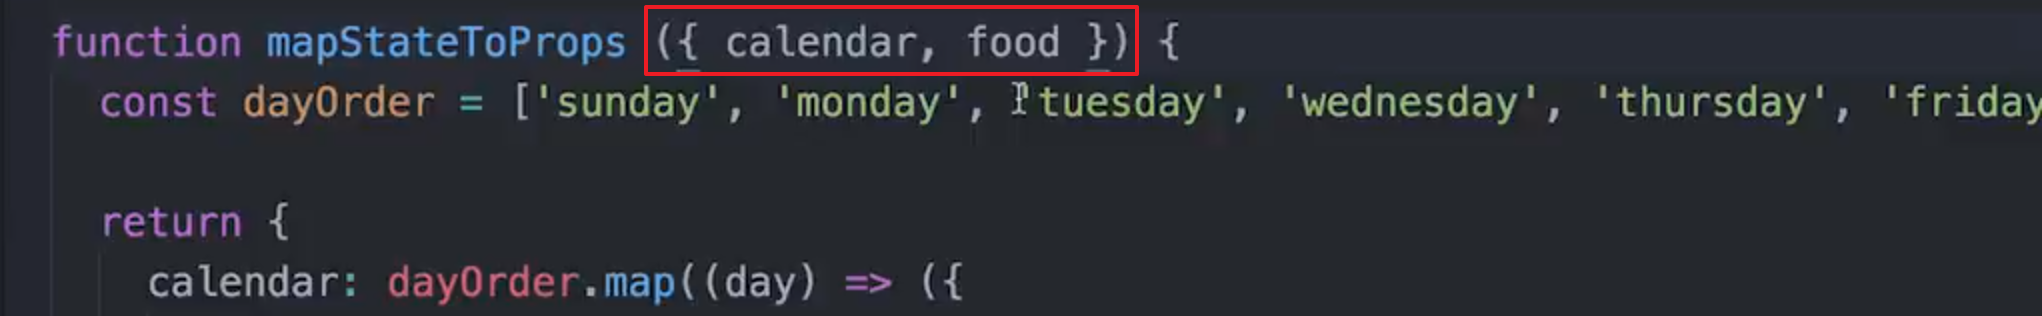 function mapStateToProps ({ calendar, food }) {
const dayOrder = ['sunday', 'monday', 'tuesday', 'wednesday', 'thursday', 'friday
return {
calendar: dayOrder.map((day) => ({